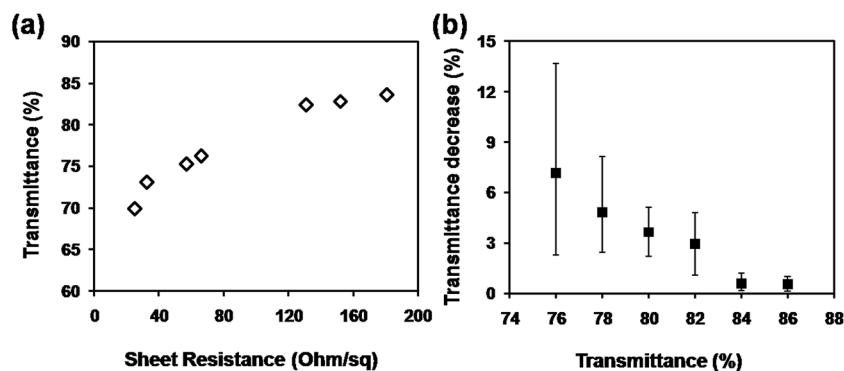 (a)
90
85
80
75
70
65
60
Transmittance (%)
0 40 80 120 160 200
Sheet Resistance (Ohm/sq)
(b)
15
12
9
6
3
0
Transmittance decrease (%)
74 76 78 80 82 84 86 88
Transmittance (%)